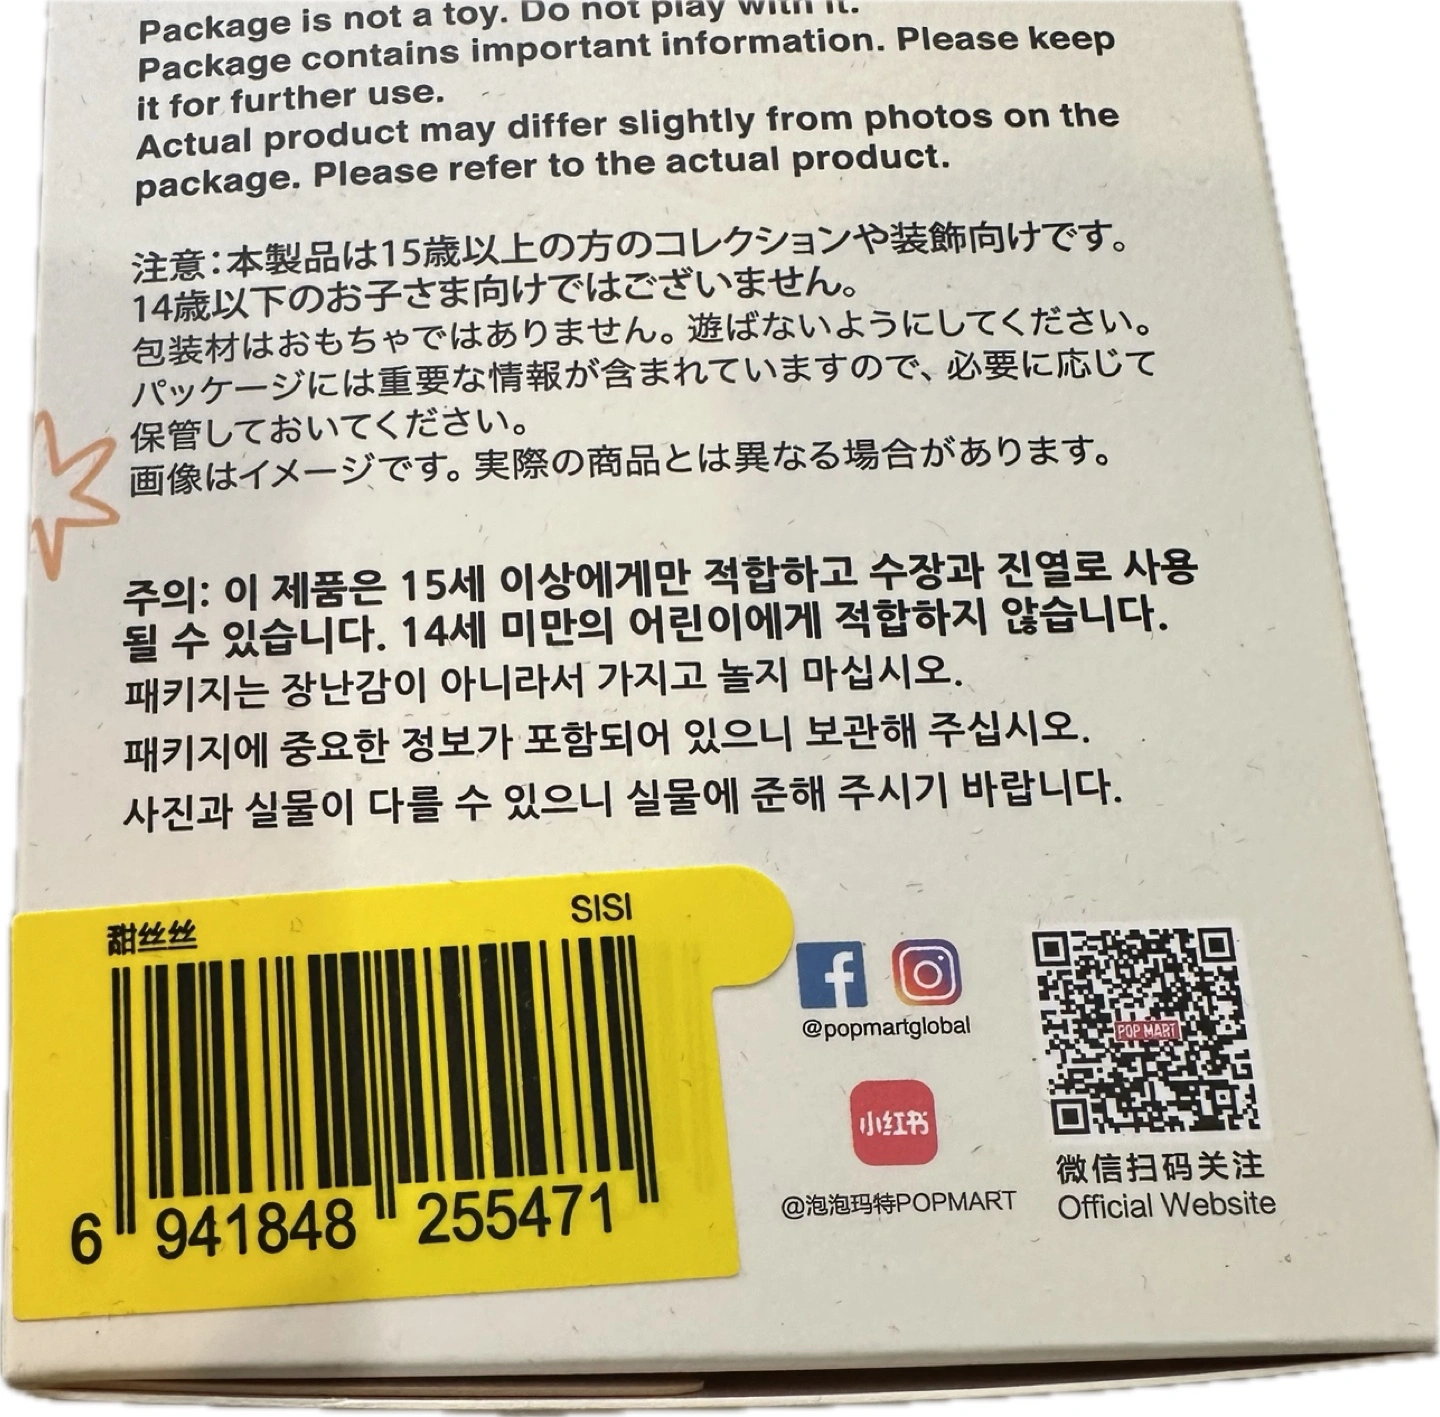 Package is not a toy. Do not play with it.
Package contains important information. Please keep
it for further use.
Actual product may differ slightly from photos on the
package. Please refer to the actual product.
注意：本製品は15歳以上の方のコレクションや装飾向けです。
14歳以下のお子さま向けではございません。
包装材はおもちゃではありません。遊ばないようにしてください。
パッケージには重要な情報が含まれていますので、必要に応じて
保管しておいてください。
画像はイメージです。実際の商品とは異なる場合があります。
주의: 이 제품은 15세 이상에게만 적합하고 수장과 진열로 사용
될 수 있습니다. 14세 미만의 어린이에게 적합하지 않습니다.
패키지는 장난감이 아니라서 가지고 놀지 마십시오.
패키지에 중요한 정보가 포함되어 있으니 보관해 주십시오.
사진과 실물이 다를 수 있으니 실물에 준해 주시기 바랍니다.
甜丝丝 SISI
6 941848 255471
@popmartglobal
小红书
@泡泡玛特POPMART
POP MART
微信扫码关注
Official Website